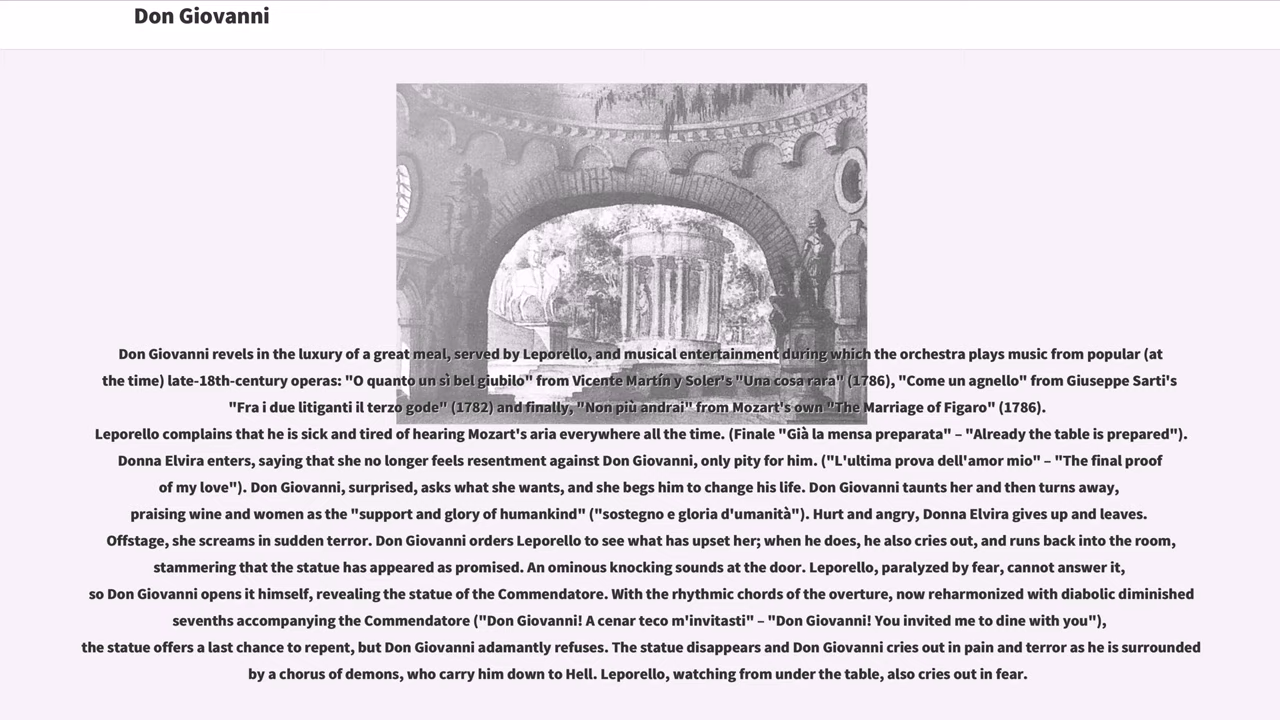 Don Giovanni
Don Giovanni revels in the luxury of a great meal, served by Leporello, and musical entertainment during which the orchestra plays music from popular (at
the time) late-18th-century operas: "O quanto un sì bel giubilo" from Vicente Martín y Soler's "Una cosa rara" (1786), "Come un agnello" from Giuseppe Sarti's
"Fra i due litiganti il terzo gode" (1782) and finally, "Non più andrai" from Mozart's own "The Marriage of Figaro" (1786).
Leporello complains that he is sick and tired of hearing Mozart's aria everywhere all the time. (Finale "Già la mensa preparata" – "Already the table is prepared").
Donna Elvira enters, saying that she no longer feels resentment against Don Giovanni, only pity for him. ("L'ultima prova dell'amor mio" – "The final proof
of my love"). Don Giovanni, surprised, asks what she wants, and she begs him to change his life. Don Giovanni taunts her and then turns away,
praising wine and women as the "support and glory of humankind" ("sostegno e gloria d'umanità"). Hurt and angry, Donna Elvira gives up and leaves.
Offstage, she screams in sudden terror. Don Giovanni orders Leporello to see what has upset her; when he does, he also cries out, and runs back into the room,
stammering that the statue has appeared as promised. An ominous knocking sounds at the door. Leporello, paralyzed by fear, cannot answer it,
so Don Giovanni opens it himself, revealing the statue of the Commendatore. With the rhythmic chords of the overture, now reharmonized with diabolic diminished
sevenths accompanying the Commendatore ("Don Giovanni! A cenar teco m'invitasti" – "Don Giovanni! You invited me to dine with you"),
the statue offers a last chance to repent, but Don Giovanni adamantly refuses. The statue disappears and Don Giovanni cries out in pain and terror as he is surrounded
by a chorus of demons, who carry him down to Hell. Leporello, watching from under the table, also cries out in fear.